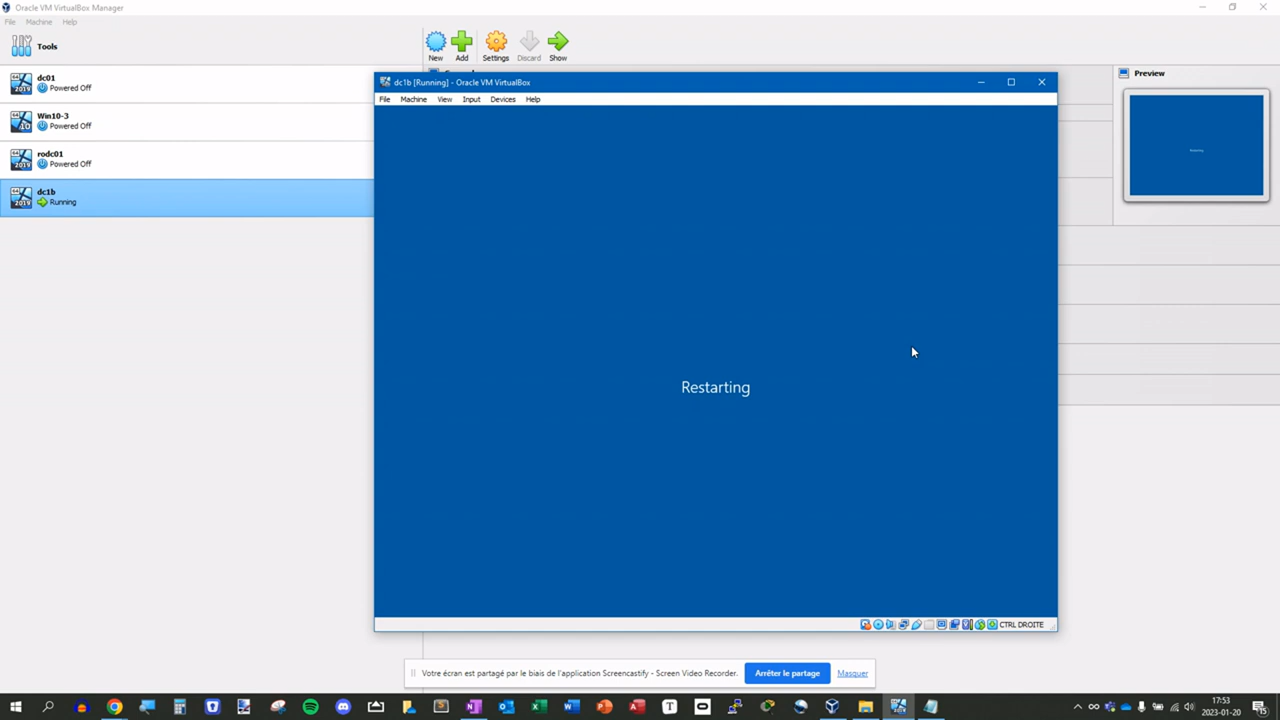 Oracle VM VirtualBox Manager
File Machine Help
Tools
New Add Settings Discard Show
dc01
Powered Off
Win10-3
Powered Off
rodc01
Powered Off
dc1b
Running
dc1b [Running] - Oracle VM VirtualBox
File Machine View Input Devices Help
Restarting
CTRL DROITE
Preview
Restarting
Votre écran est partagé par le biais de l'application Screencastify - Screen Video Recorder.
Arrêter le partage
Masquer
17:53
2023-01-20